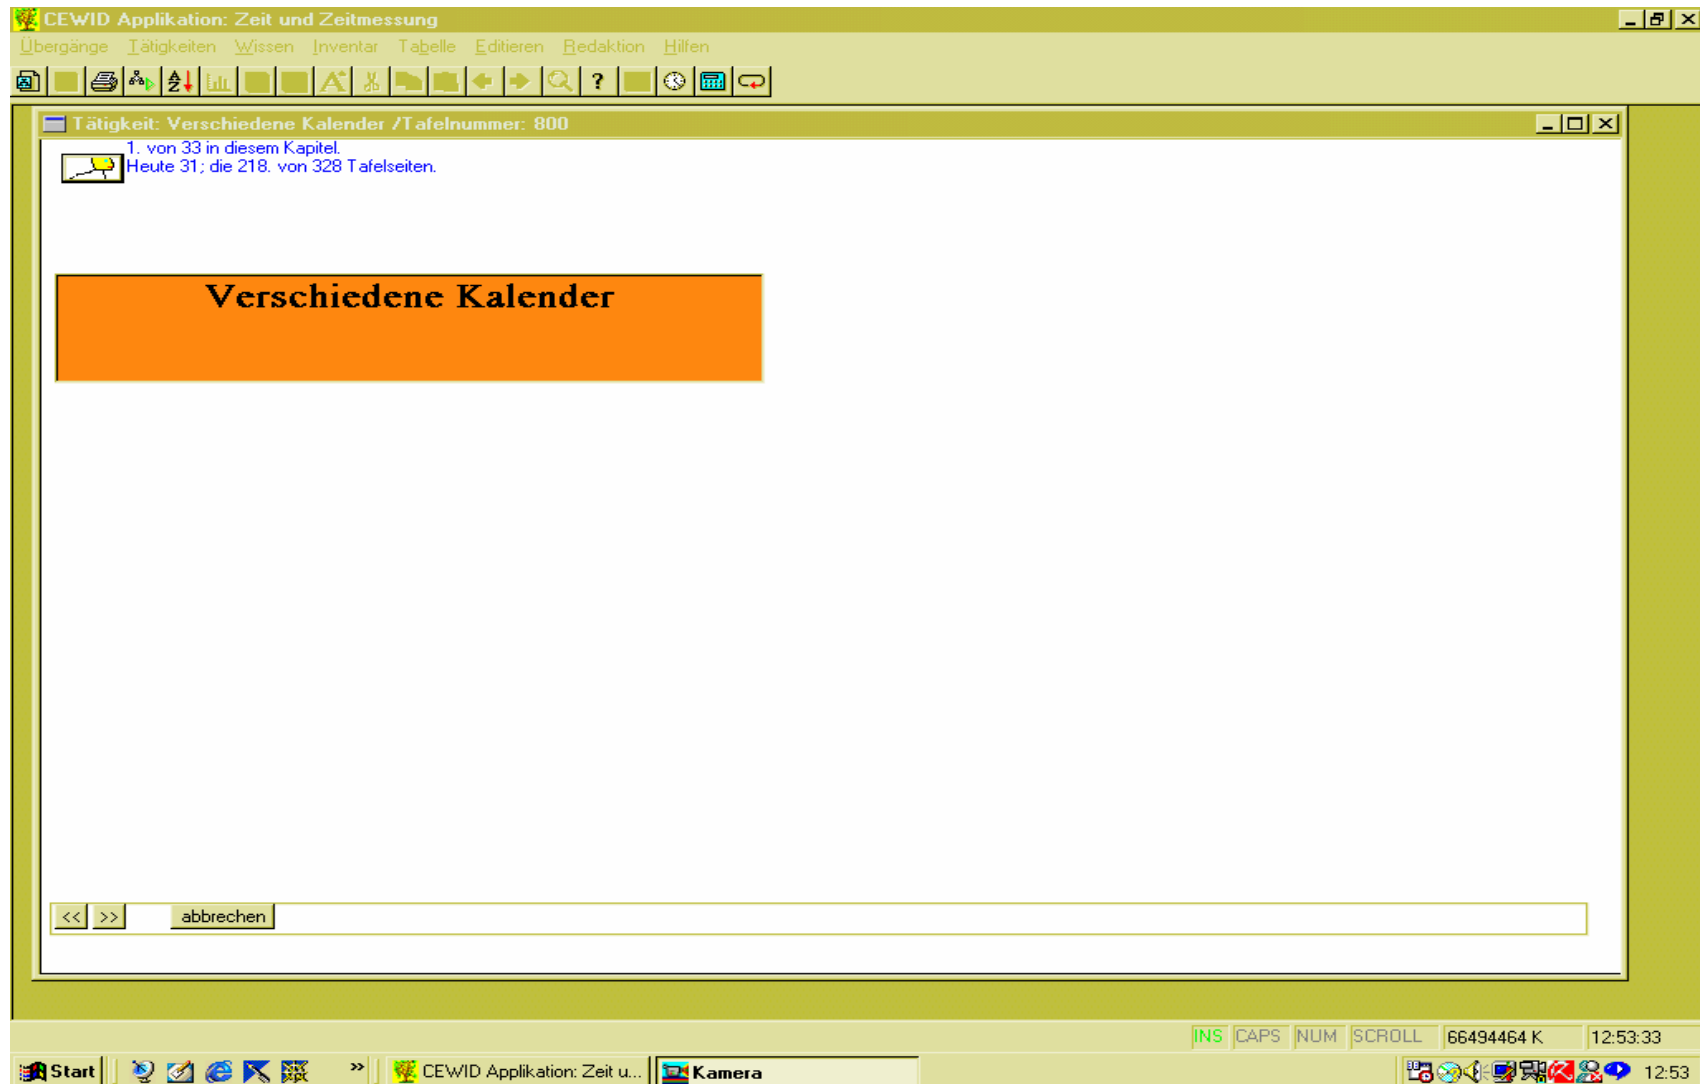 CEWID Applikation: Zeit und Zeitmessung
Übergänge Tätigkeiten Wissen Inventar Tabelle Editieren Redaktion Hilfen
Tätigkeit: Verschiedene Kalender /Tafelnummer: 800
1. von 33 in diesem Kapitel.
Heute 31; die 218. von 328 Tafelseiten.
Verschiedene Kalender
<< >> abbrechen
INS CAPS NUM SCROLL 66494464 K 12:53:33
Start » CEWID Applikation: Zeit u... Kamera 12:53